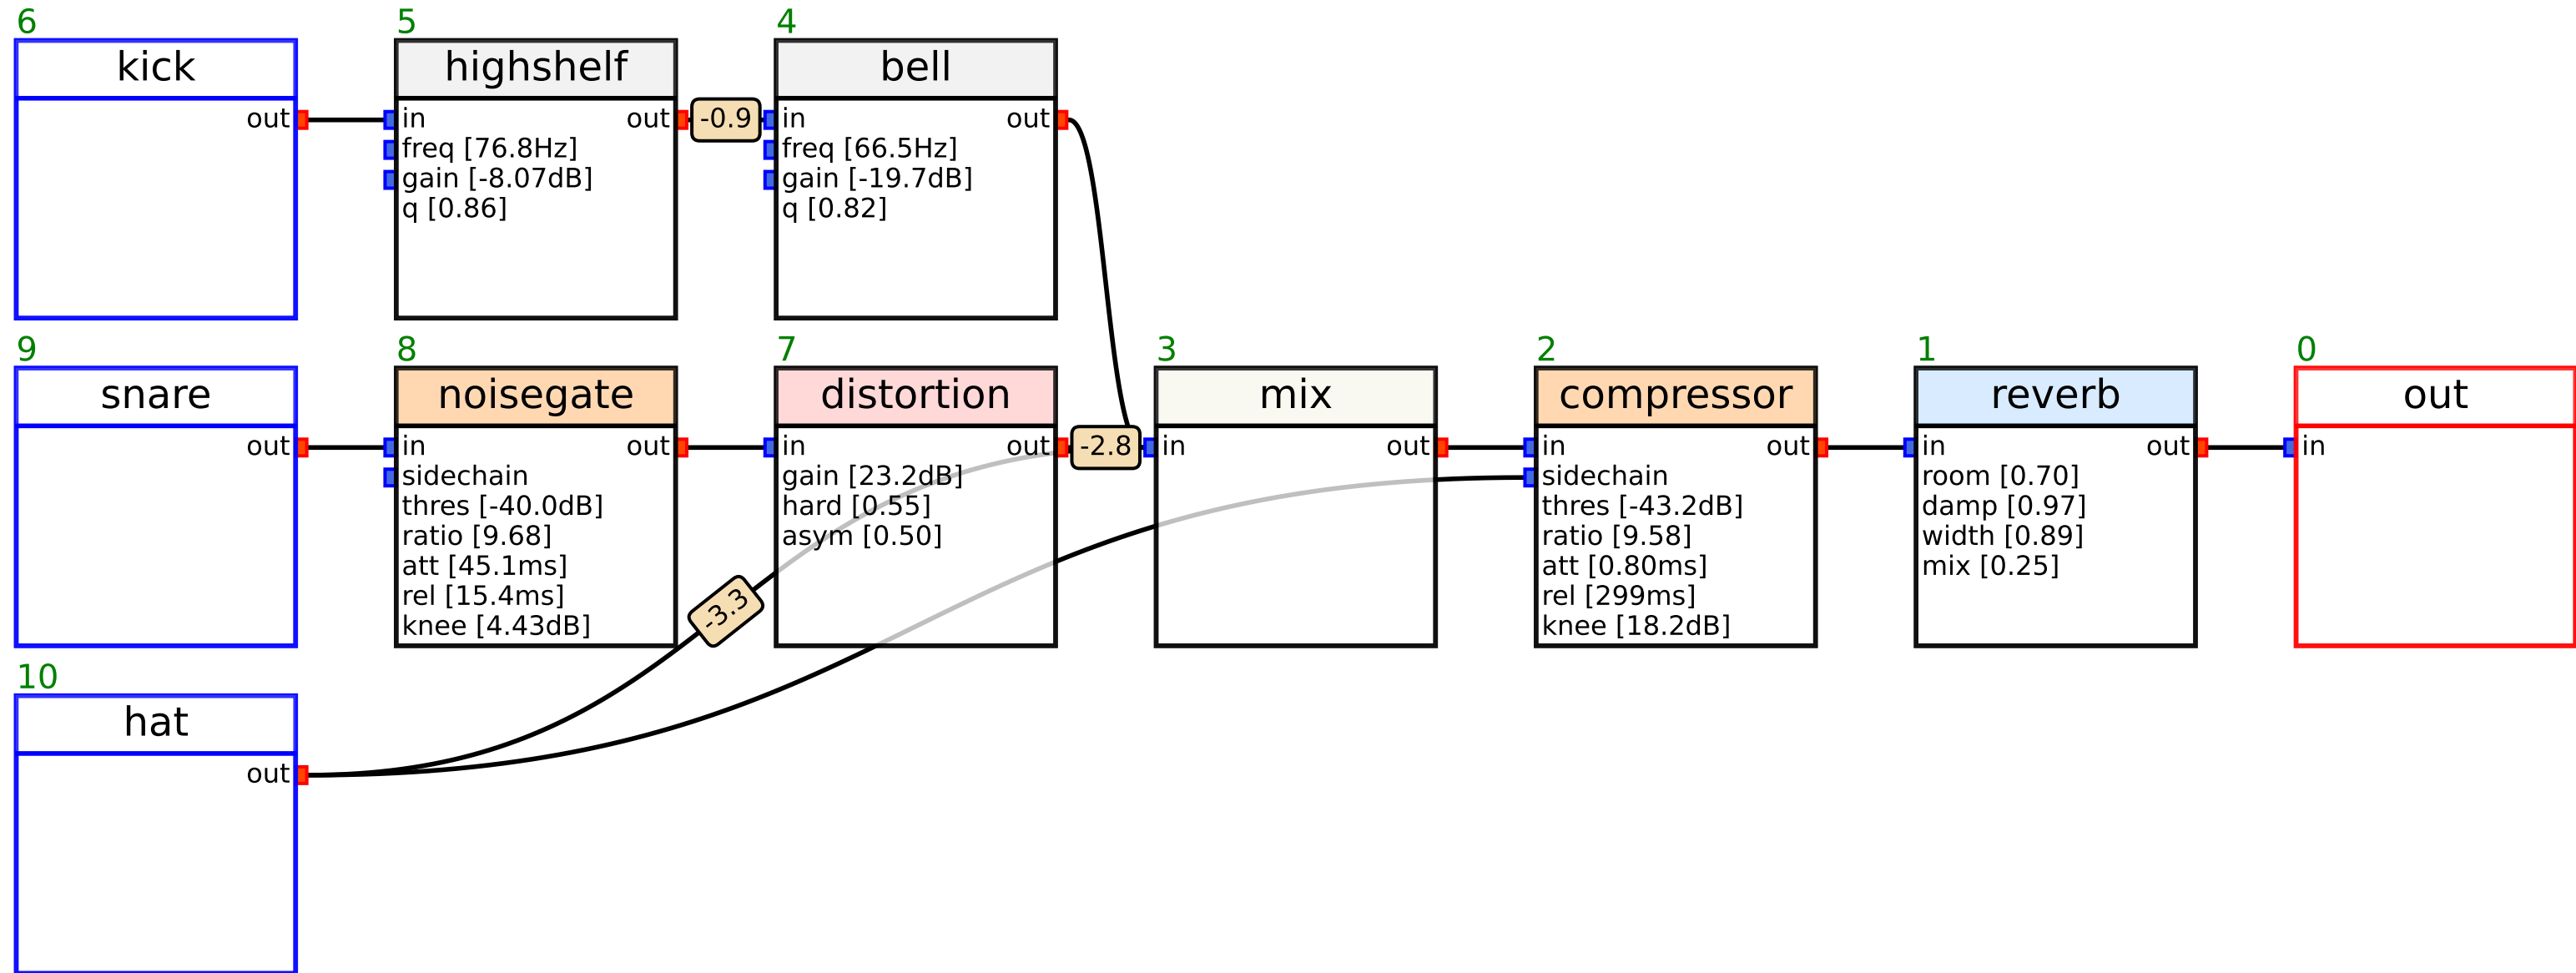 6
kick
out
5
highshelf
in out
freq [76.8Hz]
gain [-8.07dB]
q [0.86]
-0.9
4
bell
in out
freq [66.5Hz]
gain [-19.7dB]
q [0.82]
9
snare
out
8
noisegate
in out
sidechain
thres [-40.0dB]
ratio [9.68]
att [45.1ms]
rel [15.4ms]
knee [4.43dB]
7
distortion
in out
gain [23.2dB]
hard [0.55]
asym [0.50]
-2.8
-3.3
3
mix
in out
2
compressor
in out
sidechain
thres [-43.2dB]
ratio [9.58]
att [0.80ms]
rel [299ms]
knee [18.2dB]
1
reverb
in out
room [0.70]
damp [0.97]
width [0.89]
mix [0.25]
0
out
in
10
hat
out